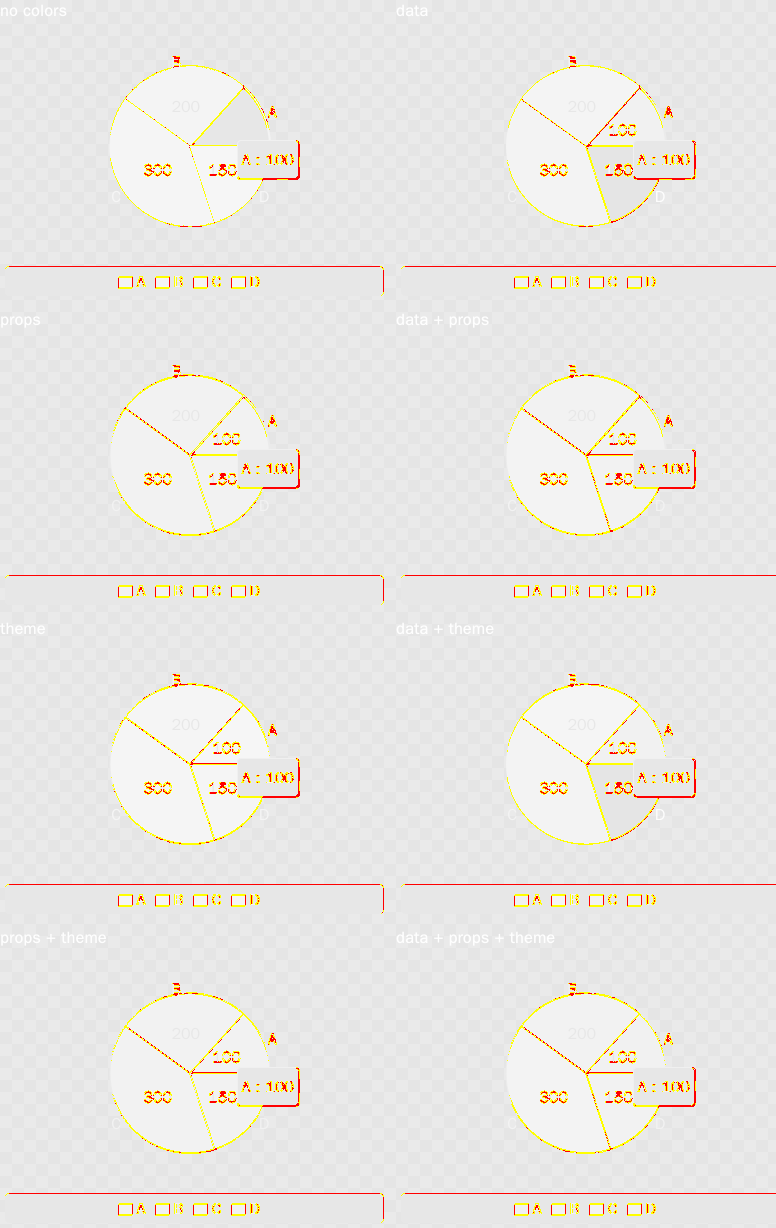 no colors
200
A
300
150
A : 100
C
D
A B C D
data
200
A
100
300
150
A : 100
C
D
A B C D
props
200
A
100
300
150
A : 100
C
D
A B C D
data + props
200
A
100
300
150
A : 100
C
D
A B C D
theme
200
A
100
300
150
A : 100
C
D
A B C D
data + theme
200
A
100
300
150
A : 100
C
D
A B C D
props + theme
200
A
100
300
150
A : 100
C
D
A B C D
data + props + theme
200
A
100
300
150
A : 100
C
D
A B C D